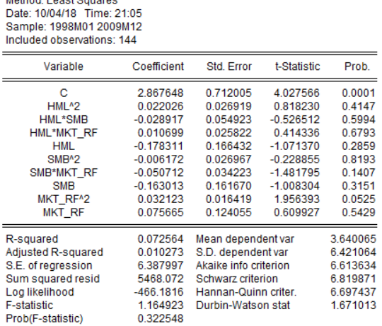 Method: Least Squares
Date: 10/04/18 Time: 21:05
Sample: 1998M01 2009M12
Included observations: 144
Variable Coefficient Std. Error t-Statistic Prob.
C 2.867648 0.712005 4.027566 0.0001
HML^2 0.022026 0.026919 0.818230 0.4147
HML*SMB -0.028917 0.054923 -0.526512 0.5994
HML*MKT_RF 0.010699 0.025822 0.414336 0.6793
HML -0.178311 0.166432 -1.071370 0.2859
SMB^2 -0.006172 0.026967 -0.228855 0.8193
SMB*MKT_RF -0.050712 0.034223 -1.481795 0.1407
SMB -0.163013 0.161670 -1.008304 0.3151
MKT_RF^2 0.032123 0.016419 1.956393 0.0525
MKT_RF 0.075665 0.124055 0.609927 0.5429
R-squared 0.072564 Mean dependent var 3.640065
Adjusted R-squared 0.010273 S.D. dependent var 6.421064
S.E. of regression 6.387997 Akaike info criterion 6.613634
Sum squared resid 5468.072 Schwarz criterion 6.819871
Log likelihood -466.1816 Hannan-Quinn criter. 6.697437
F-statistic 1.164923 Durbin-Watson stat 1.671013
Prob(F-statistic) 0.322548